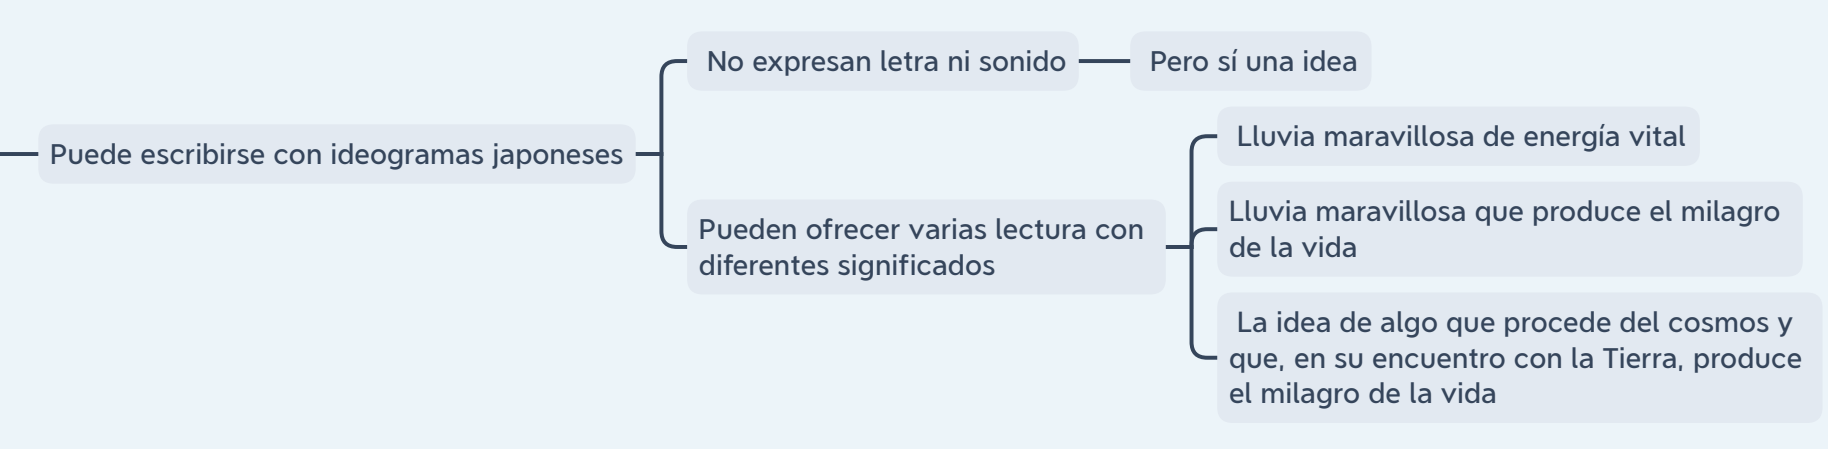 Puede escribirse con ideogramas japoneses
No expresan letra ni sonido
Pero sí una idea
Pueden ofrecer varias lectura con
diferentes significados
Lluvia maravillosa de energía vital
Lluvia maravillosa que produce el milagro
de la vida
La idea de algo que procede del cosmos y
que, en su encuentro con la Tierra, produce
el milagro de la vida